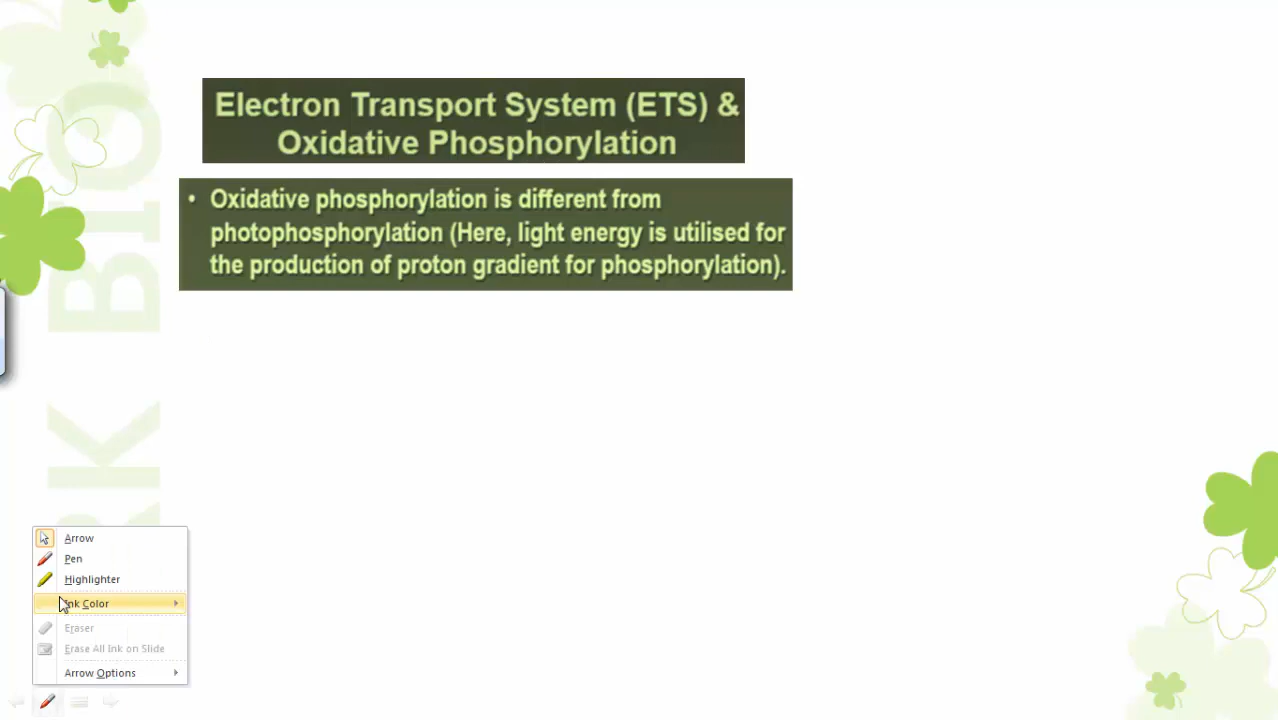 Electron Transport System (ETS) &
Oxidative Phosphorylation
• Oxidative phosphorylation is different from
photophosphorylation (Here, light energy is utilised for
the production of proton gradient for phosphorylation).
RK BIO
Arrow
Pen
Highlighter
Ink Color
Eraser
Erase All Ink on Slide
Arrow Options